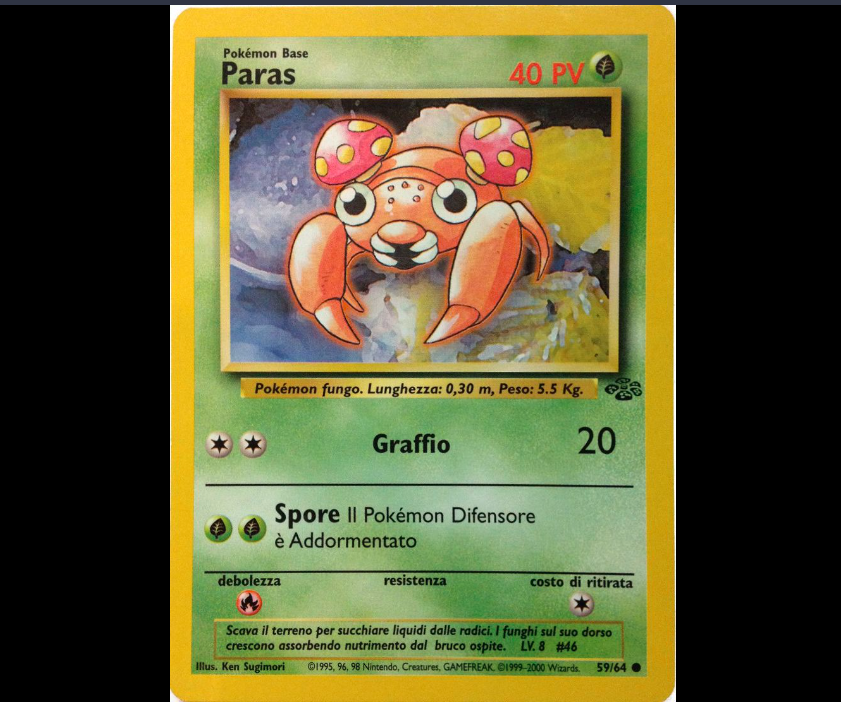 Pokémon Base
Paras
40 PV
Pokémon fungo. Lunghezza: 0,30 m, Peso: 5.5 Kg.
Graffio 20
Spore Il Pokémon Difensore
è Addormentato
debolezza resistenza costo di ritirata
Scava il terreno per succhiare liquidi dalle radici. I funghi sul suo dorso
crescono assorbendo nutrimento dal bruco ospite. LV. 8 #46
Illus. Ken Sugimori ©1995, 96, 98 Nintendo, Creatures, GAMEFREAK. ©1999-2000 Wizards. 59/64